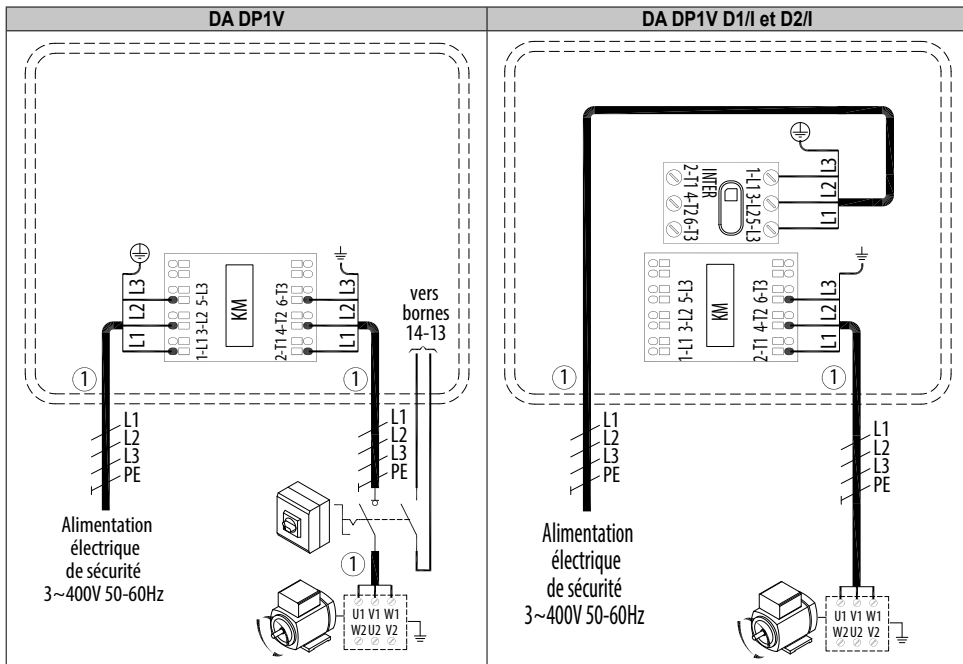 DA DP1V
L3
L2
L1
1-L1 3-L2 5-L3
KM
2-T1 4-T2 6-T3
L3
L2
L1
vers
bornes
14-13
1
1
L1
L2
L3
PE
L1
L2
L3
PE
Alimentation
électrique
de sécurité
3~400V 50-60Hz
1
U1 V1 W1
W2 U2 V2
DA DP1V D1/I et D2/I
2-T1 4-T2 6-T3
INTER
1-L1 3-L2 5-L3
L3
L2
L1
1-L1 3-L2 5-L3
KM
2-T1 4-T2 6-T3
L3
L2
L1
1
1
L1
L2
L3
PE
L1
L2
L3
PE
Alimentation
électrique
de sécurité
3~400V 50-60Hz
U1 V1 W1
W2 U2 V2